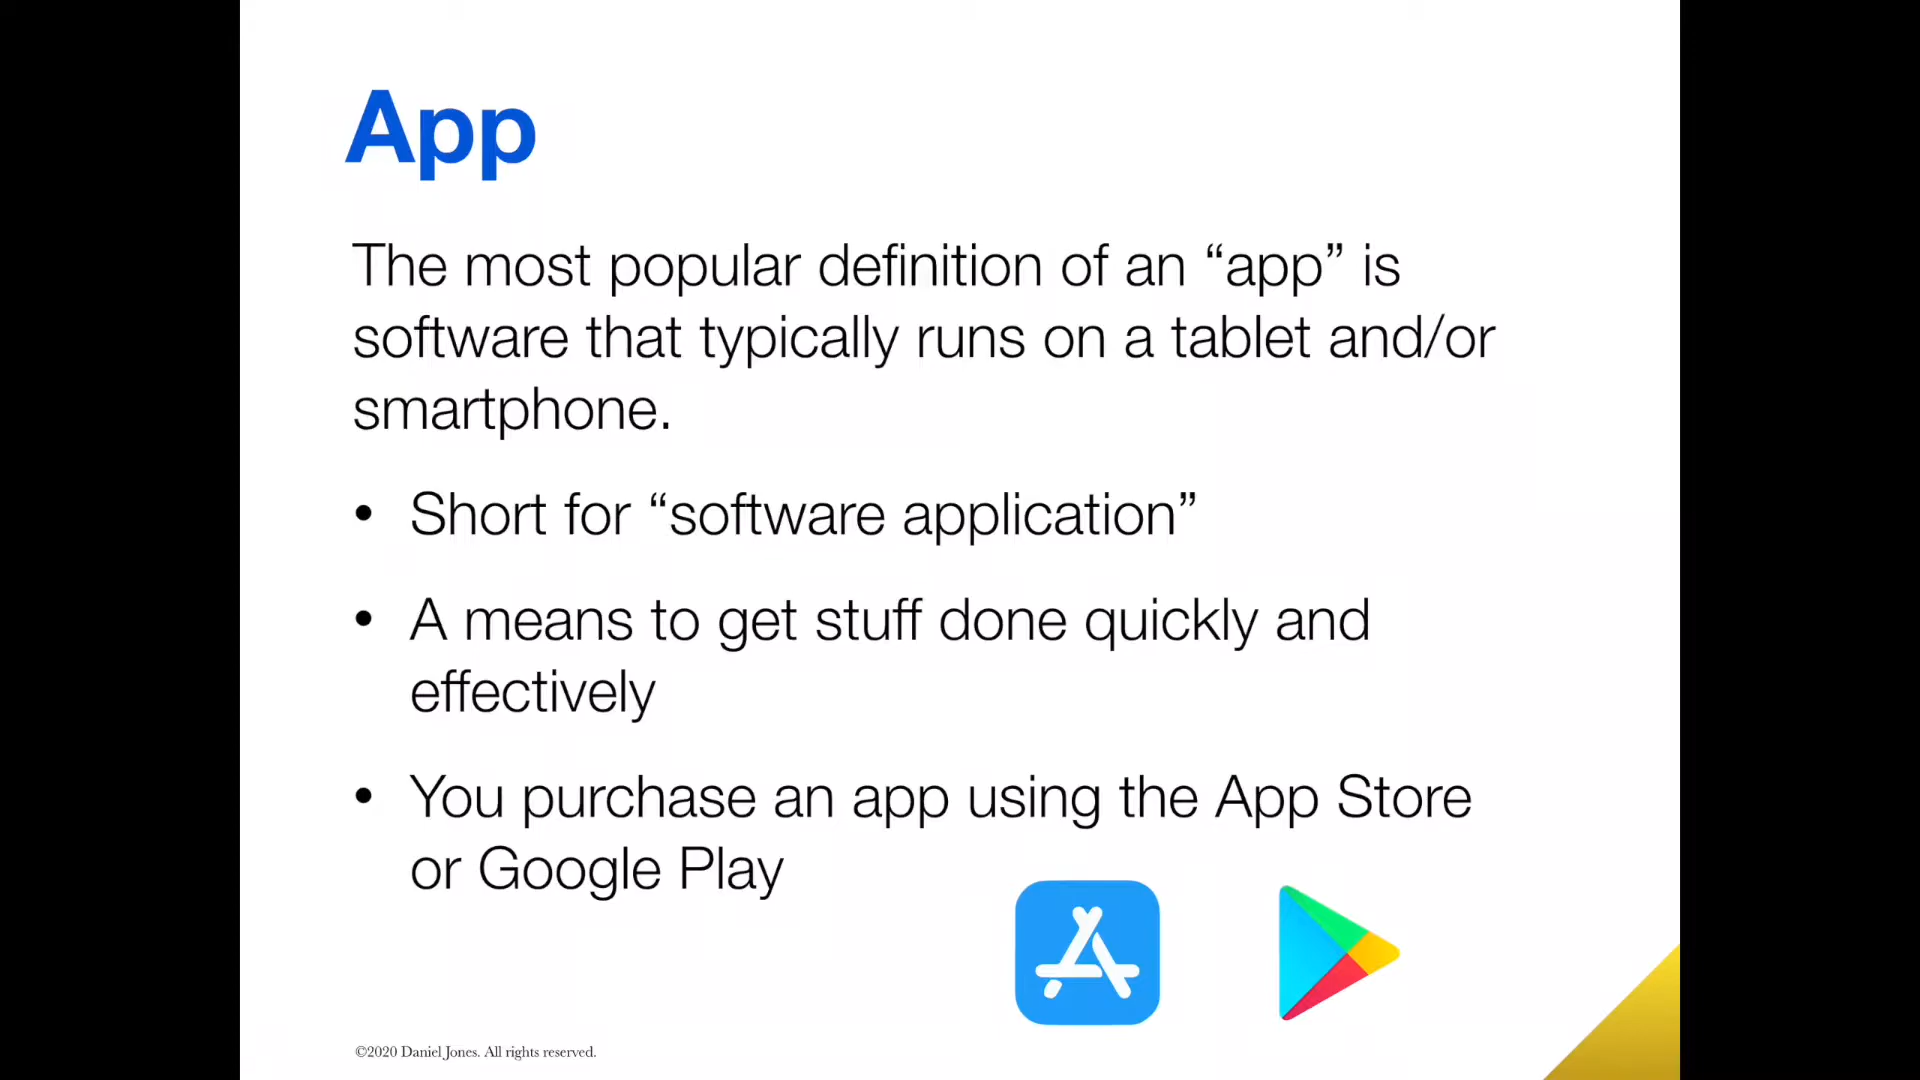 App
The most popular definition of an “app” is
software that typically runs on a tablet and/or
smartphone.
• Short for “software application”
• A means to get stuff done quickly and
effectively
• You purchase an app using the App Store
or Google Play
©2020 Daniel Jones. All rights reserved.